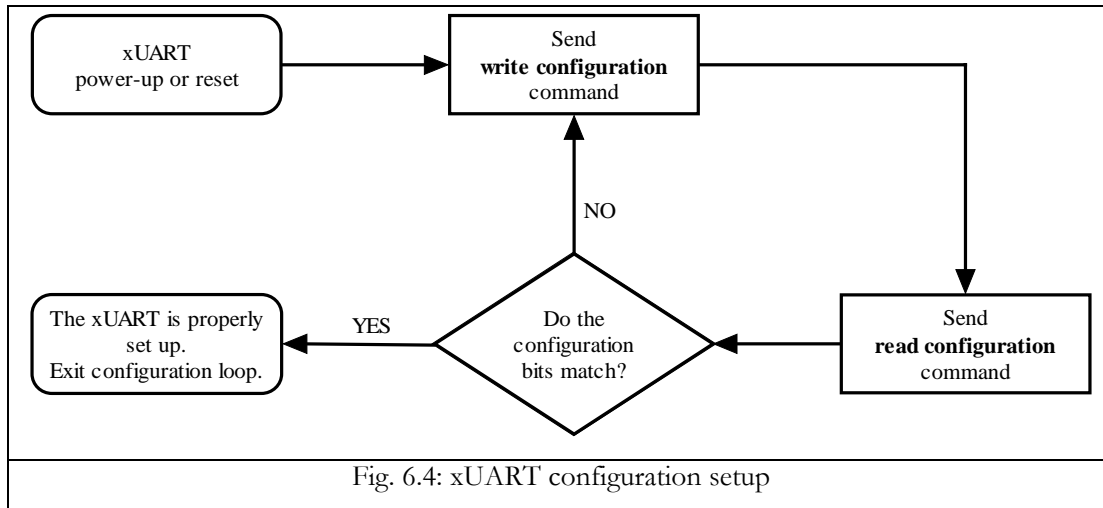 xUART
power-up or reset
Send
write configuration
command
NO
YES
The xUART is properly
set up.
Exit configuration loop.
Do the
configuration
bits match?
Send
read configuration
command
Fig. 6.4: xUART configuration setup